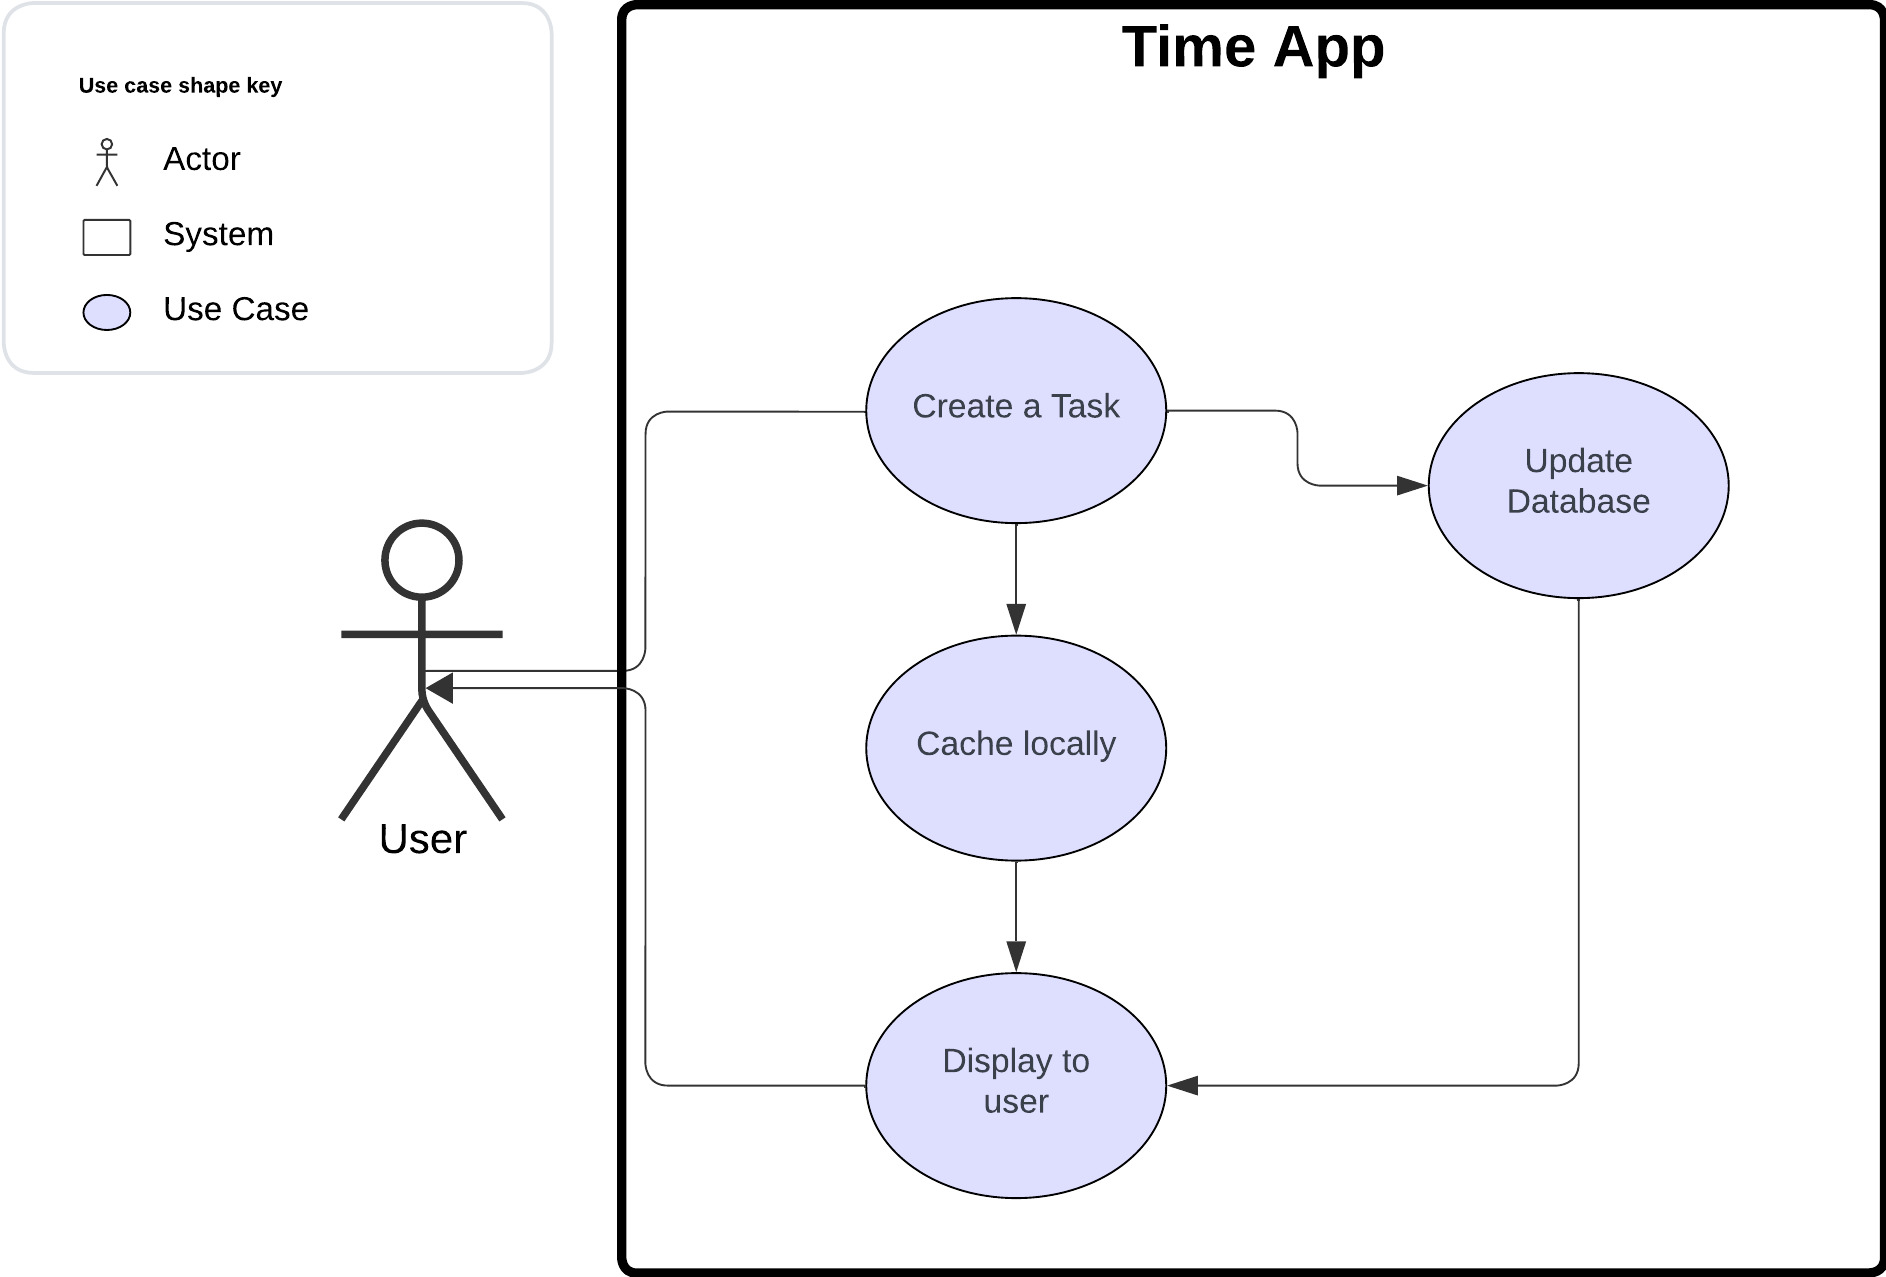 Use case shape key
Actor
System
Use Case
Time App
Create a Task
Update
Database
User
Cache locally
Display to
user